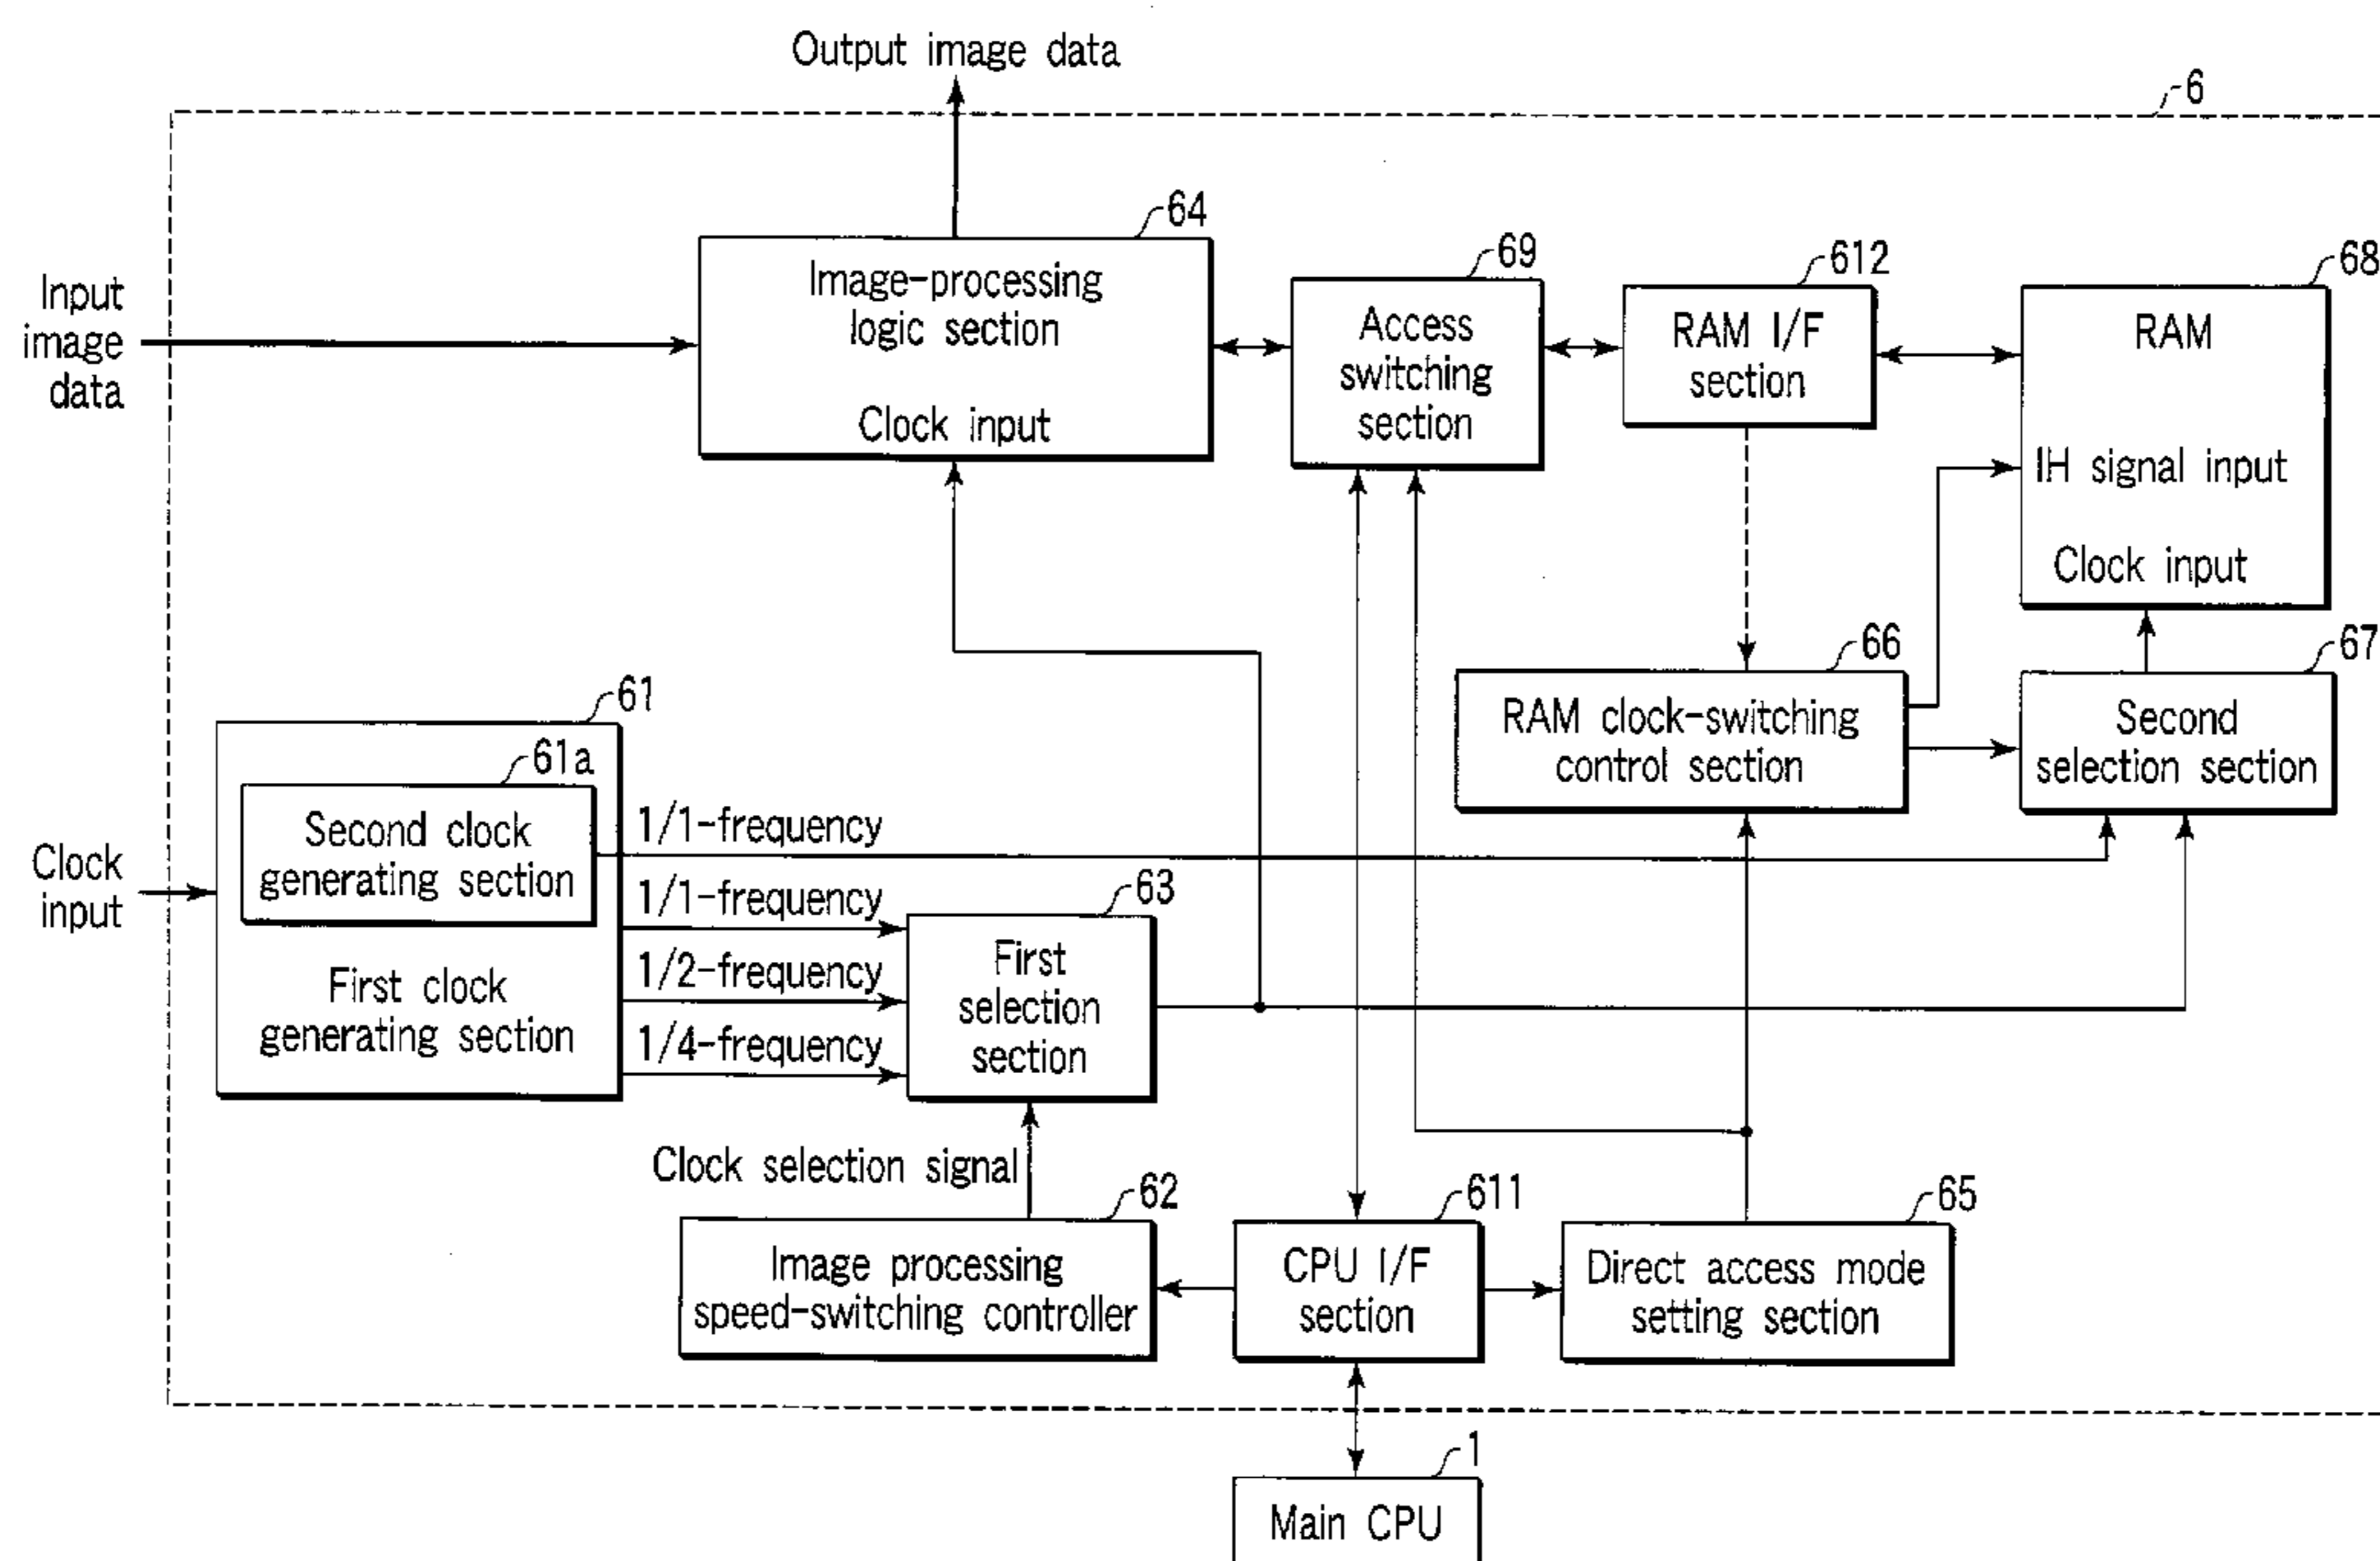 Output image data
6
64
Image-processing
logic section
Clock input
Input
image
data
69
Access
switching
section
612
RAM I/F
section
68
RAM
IH signal input
Clock input
66
RAM clock-switching
control section
67
Second
selection section
61
61a
Second clock
generating section
First clock
generating section
Clock
input
1/1-frequency
1/1-frequency
1/2-frequency
1/4-frequency
63
First
selection
section
Clock selection signal
62
Image processing
speed-switching controller
611
CPU I/F
section
65
Direct access mode
setting section
1
Main CPU